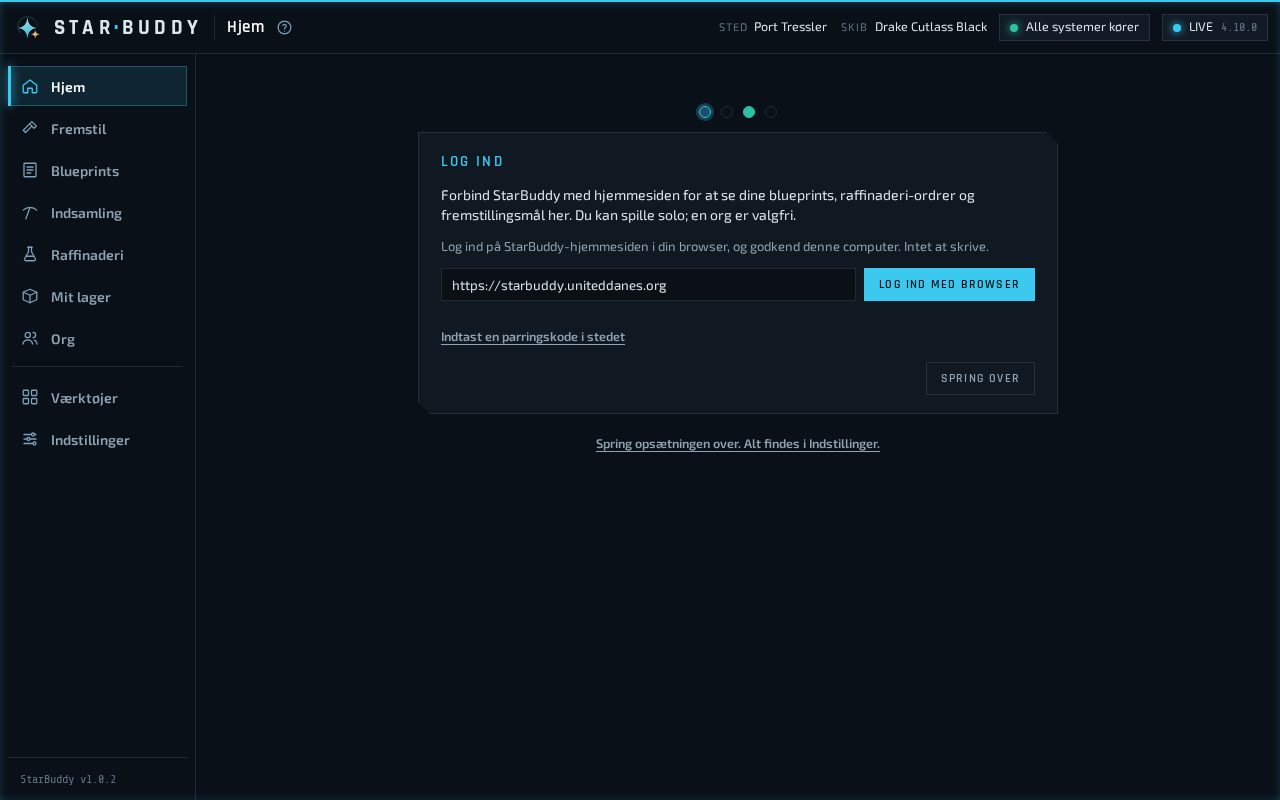 STAR·BUDDY
Hjem
STED Port Tressler
SKIB Drake Cutlass Black
Alle systemer kører
LIVE 4.10.0
Hjem
Fremstil
Blueprints
Indsamling
Raffinaderi
Mit lager
Org
Værktøjer
Indstillinger
StarBuddy v1.0.2
LOG IND
Forbind StarBuddy med hjemmesiden for at se dine blueprints, raffinaderi-ordrer og
fremstillingsmål her. Du kan spille solo; en org er valgfri.
Log ind på StarBuddy-hjemmesiden i din browser, og godkend denne computer. Intet at skrive.
https://starbuddy.uniteddanes.org
LOG IND MED BROWSER
Indtast en parringskode i stedet
SPRING OVER
Spring opsætningen over. Alt findes i Indstillinger.